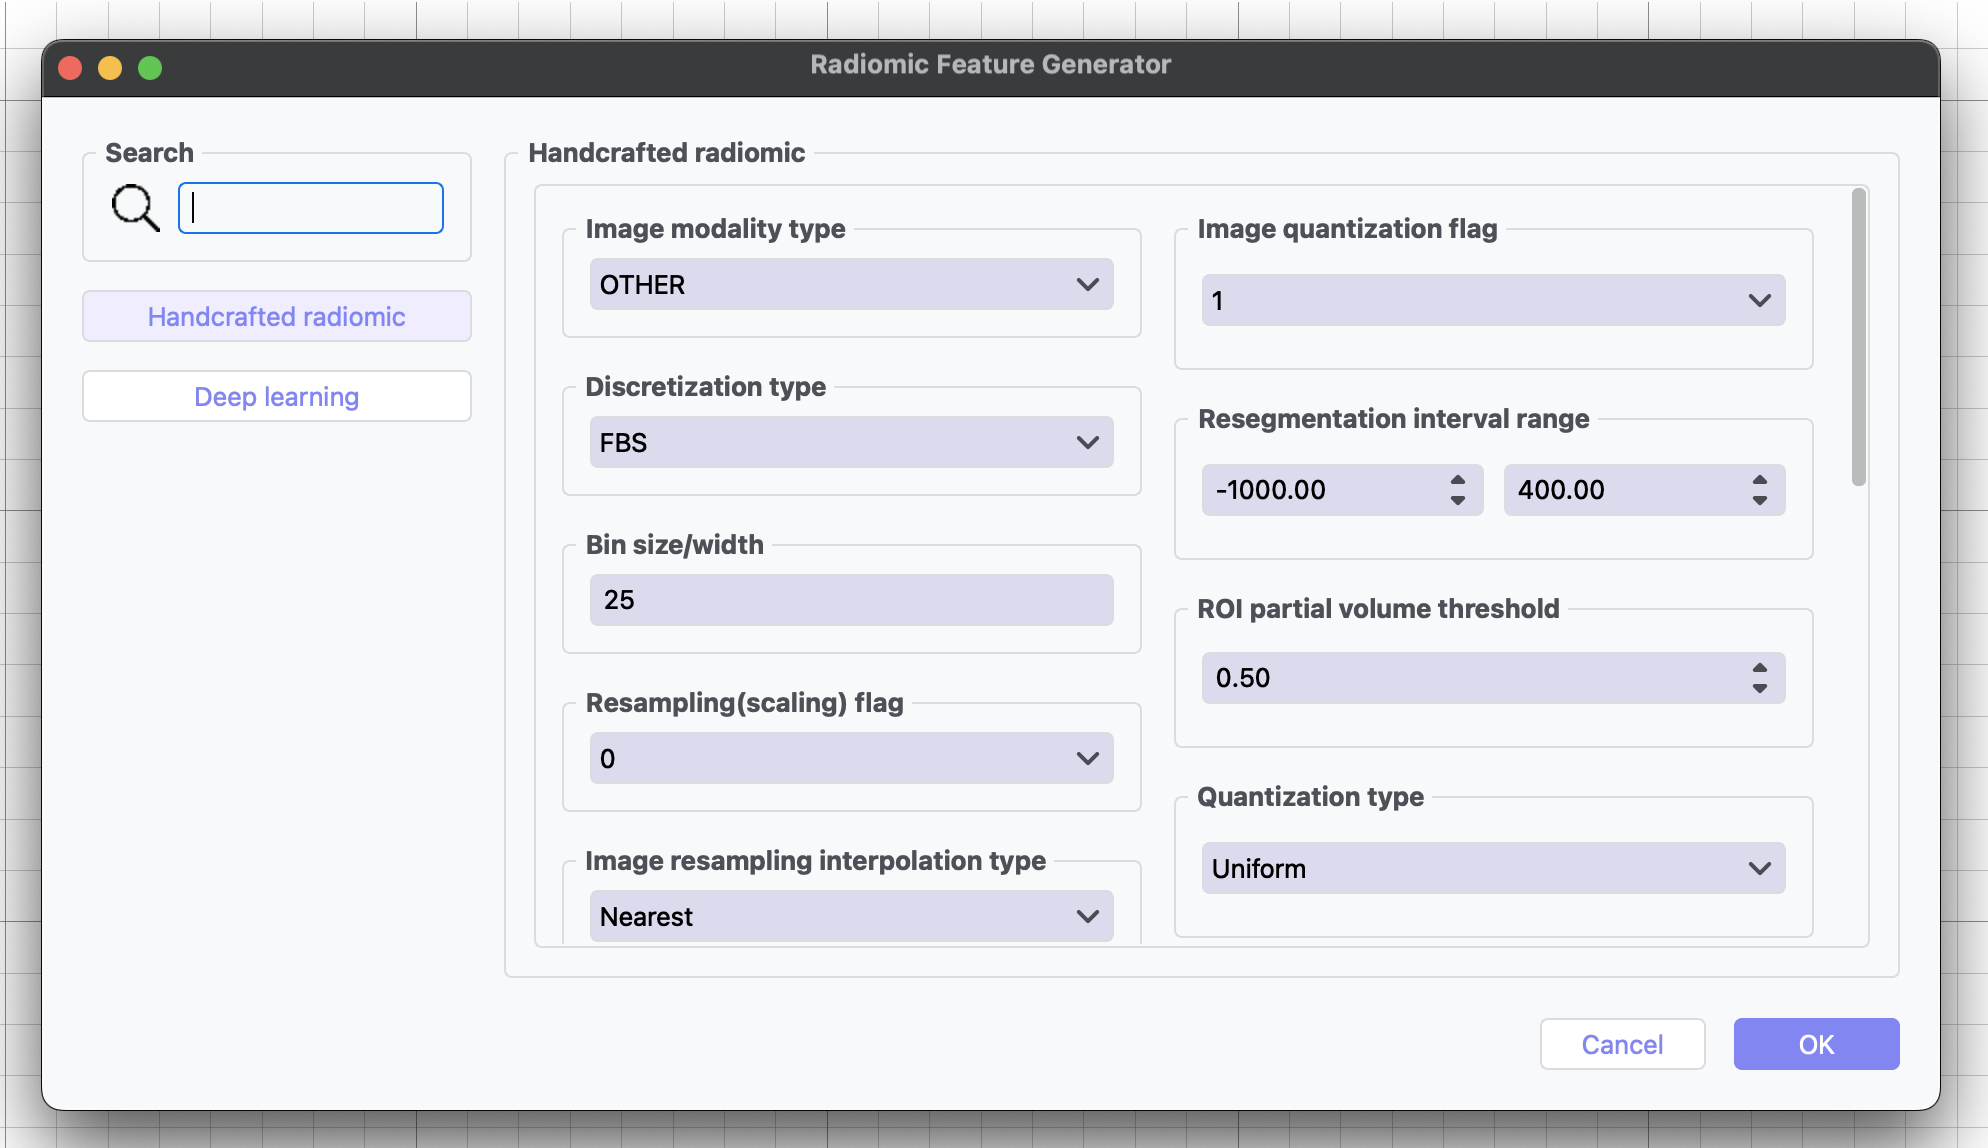 Radiomic Feature Generator
Search
Handcrafted radiomic
Deep learning
Handcrafted radiomic
Image modality type
OTHER
Discretization type
FBS
Bin size/width
25
Resampling(scaling) flag
0
Image resampling interpolation type
Nearest
Image quantization flag
1
Resegmentation interval range
-1000.00 400.00
ROI partial volume threshold
0.50
Quantization type
Uniform
Cancel OK